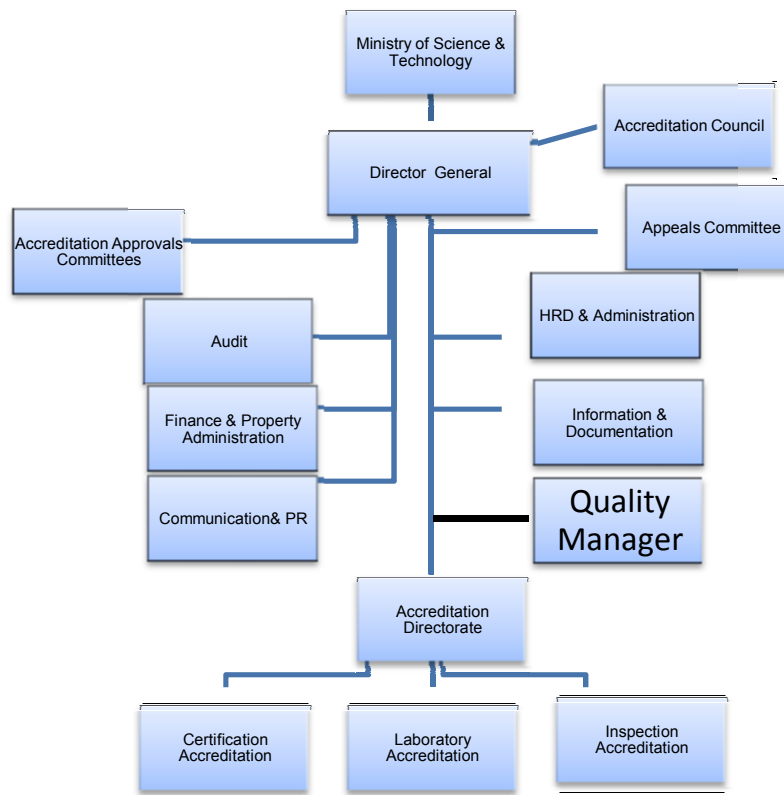 Ministry of Science &
Technology
Accreditation Council
Director  General
Appeals Committee
Accreditation Approvals
Committees
HRD & Administration
Audit
Finance & Property
Administration
Information &
Documentation
Communication& PR
Quality
Manager
Accreditation
Directorate
Certification
Accreditation
Laboratory
Accreditation
Inspection
Accreditation